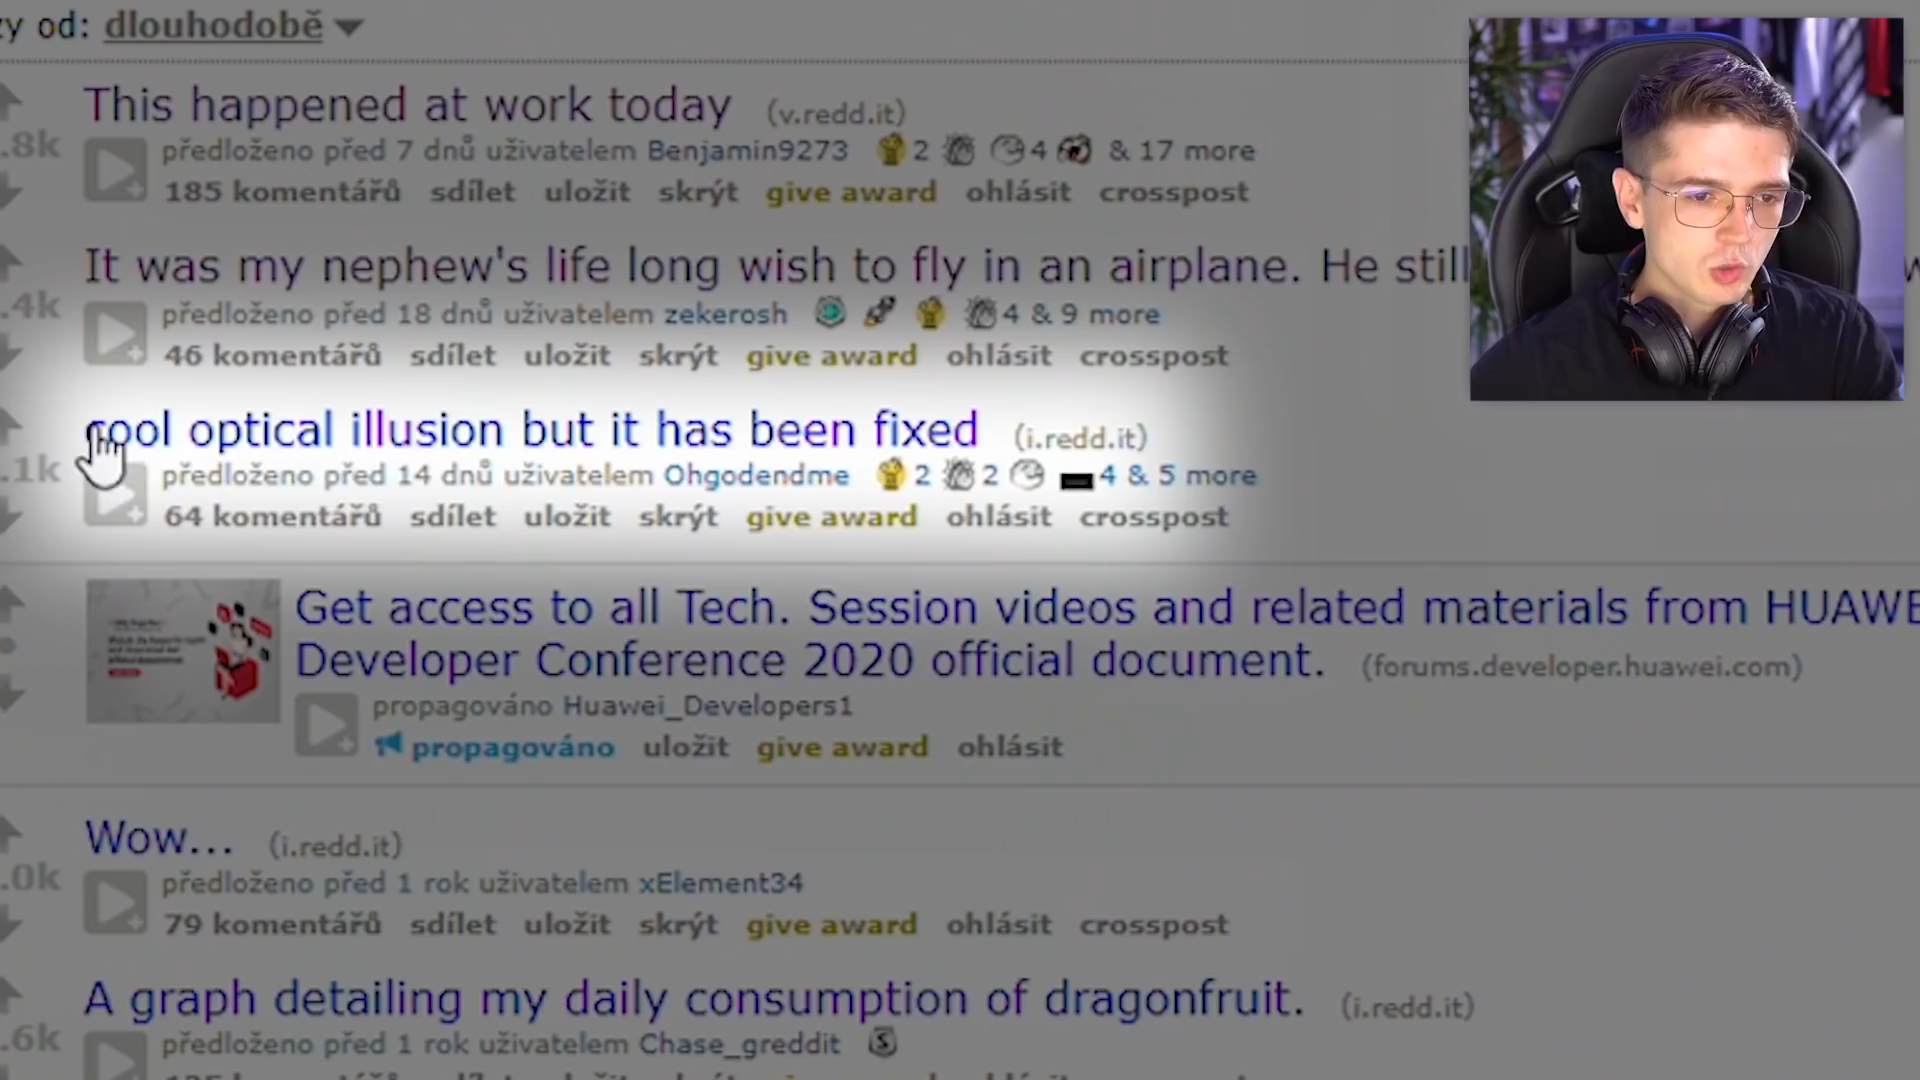 zy od: dlouhodobě
This happened at work today (v.redd.it)
.8k
předloženo před 7 dnů uživatelem Benjamin9273 2 4 & 17 more
185 komentářů sdílet uložit skrýt give award ohlásit crosspost
It was my nephew's life long wish to fly in an airplane. He still
.4k
předloženo před 18 dnů uživatelem zekerosh 4 & 9 more
46 komentářů sdílet uložit skrýt give award ohlásit crosspost
cool optical illusion but it has been fixed (i.redd.it)
.1k
předloženo před 14 dnů uživatelem Ohgodendme 2 2 4 & 5 more
64 komentářů sdílet uložit skrýt give award ohlásit crosspost
Get access to all Tech. Session videos and related materials from HUAWE
Developer Conference 2020 official document. (forums.developer.huawei.com)
propagováno Huawei_Developers1
propagováno uložit give award ohlásit
Wow... (i.redd.it)
.0k
předloženo před 1 rok uživatelem xElement34
79 komentářů sdílet uložit skrýt give award ohlásit crosspost
A graph detailing my daily consumption of dragonfruit. (i.redd.it)
.6k
předloženo před 1 rok uživatelem Chase_greddit